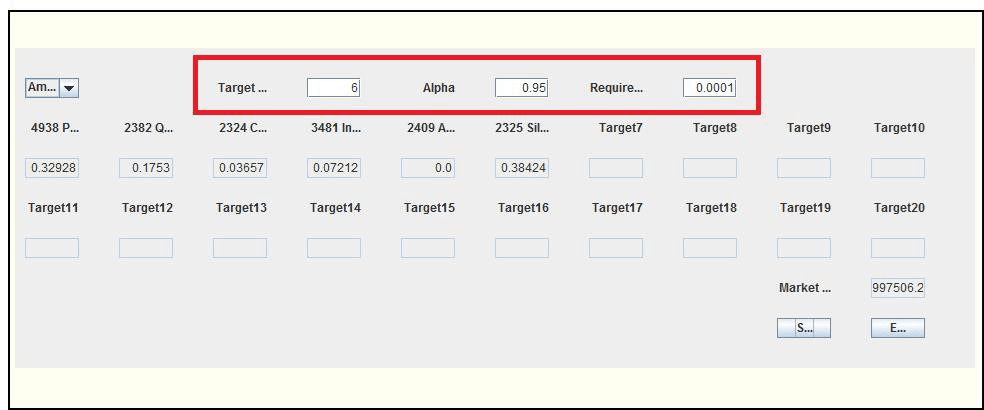 Am... Target ... 6 Alpha 0.95 Require... 0.0001
4938 P... 2382 Q... 2324 C... 3481 In... 2409 A... 2325 Sil... Target7 Target8 Target9 Target10
0.32928 0.1753 0.03657 0.07212 0.0 0.38424
Target11 Target12 Target13 Target14 Target15 Target16 Target17 Target18 Target19 Target20
Market ... 997506.2
S... E...